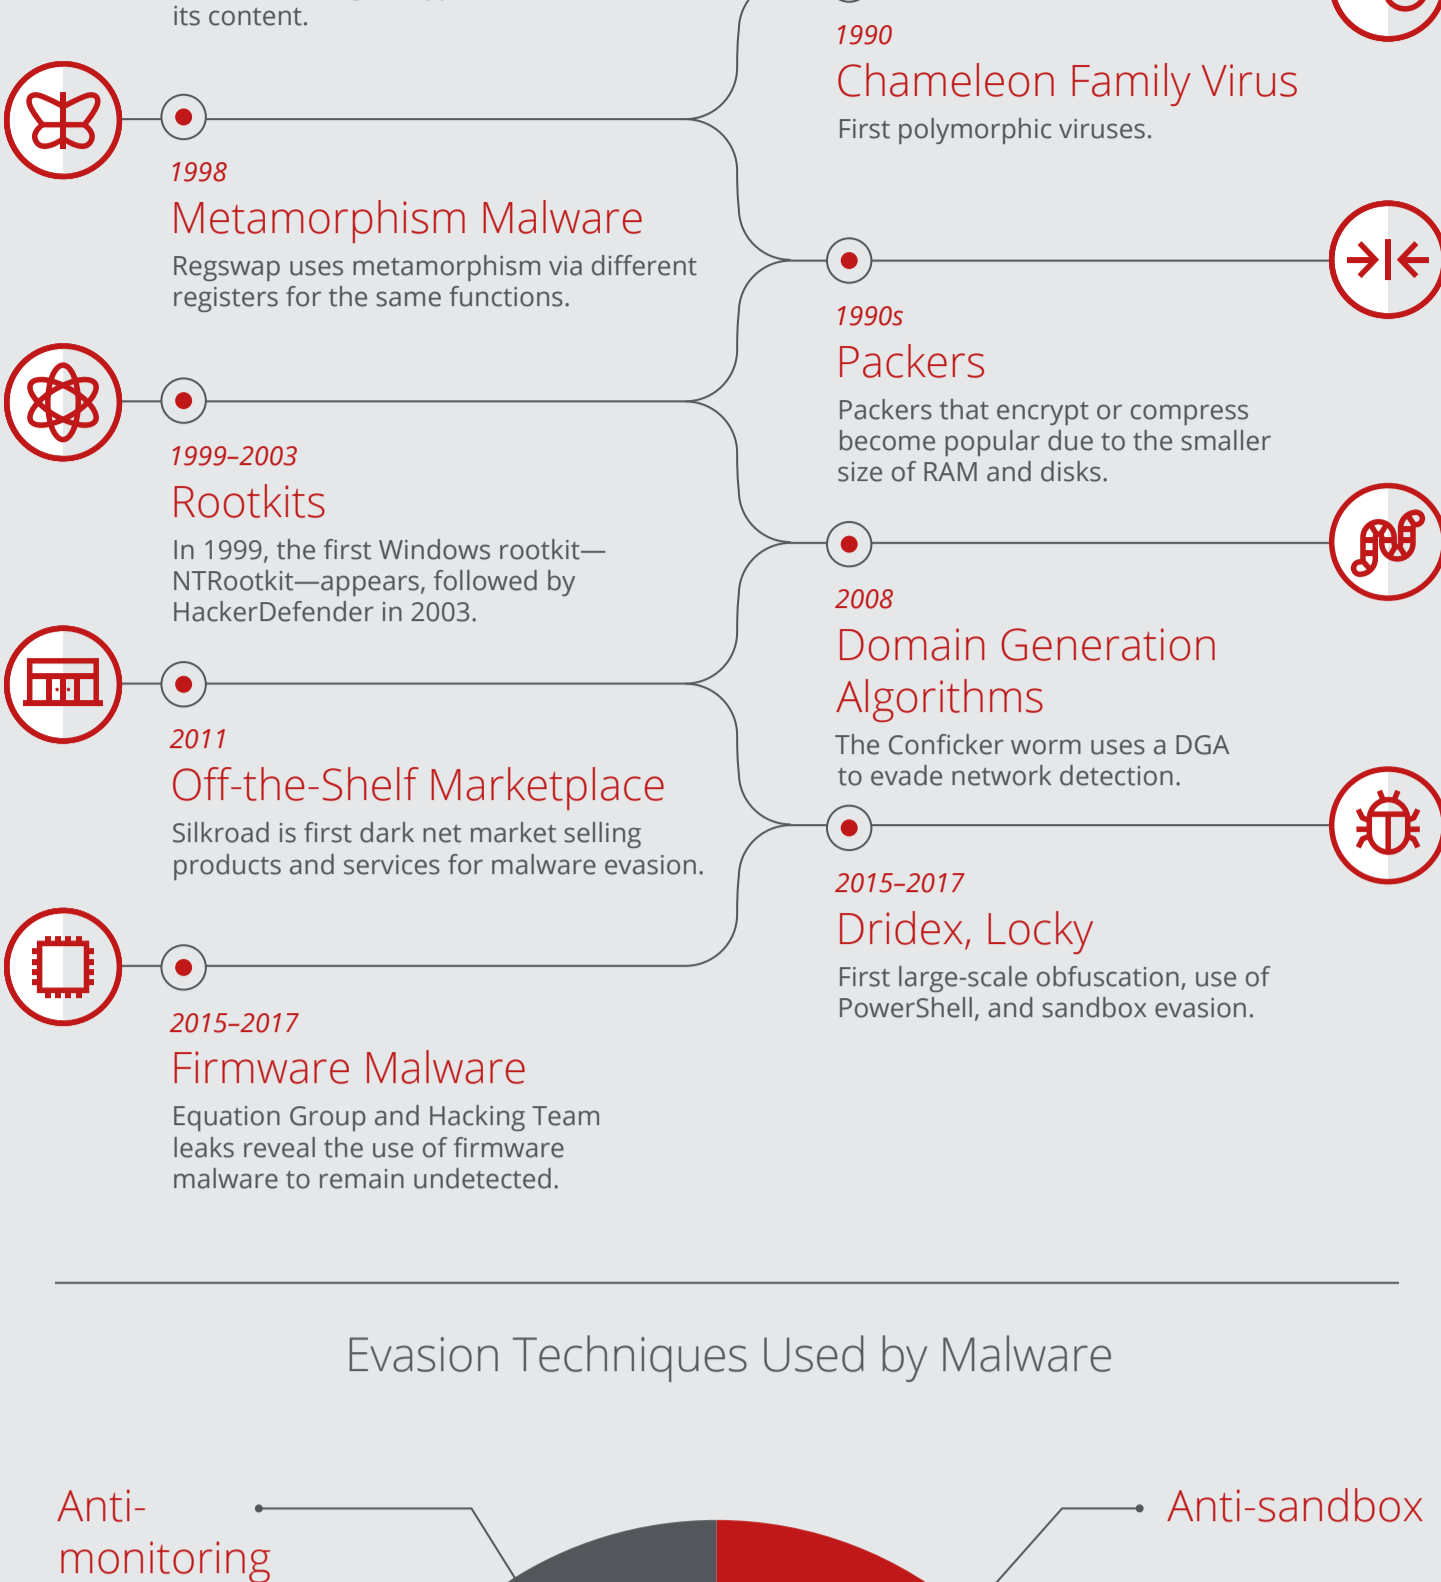 its content.
1990
Chameleon Family Virus
First polymorphic viruses.
1998
Metamorphism Malware
Regswap uses metamorphism via different
registers for the same functions.
1990s
Packers
Packers that encrypt or compress
become popular due to the smaller
size of RAM and disks.
1999–2003
Rootkits
In 1999, the first Windows rootkit—
NTRootkit—appears, followed by
HackerDefender in 2003.
2008
Domain Generation
Algorithms
The Conficker worm uses a DGA
to evade network detection.
2011
Off-the-Shelf Marketplace
Silkroad is first dark net market selling
products and services for malware evasion.
2015–2017
Dridex, Locky
First large-scale obfuscation, use of
PowerShell, and sandbox evasion.
2015–2017
Firmware Malware
Equation Group and Hacking Team
leaks reveal the use of firmware
malware to remain undetected.
Evasion Techniques Used by Malware
Anti-
monitoring
Anti-sandbox